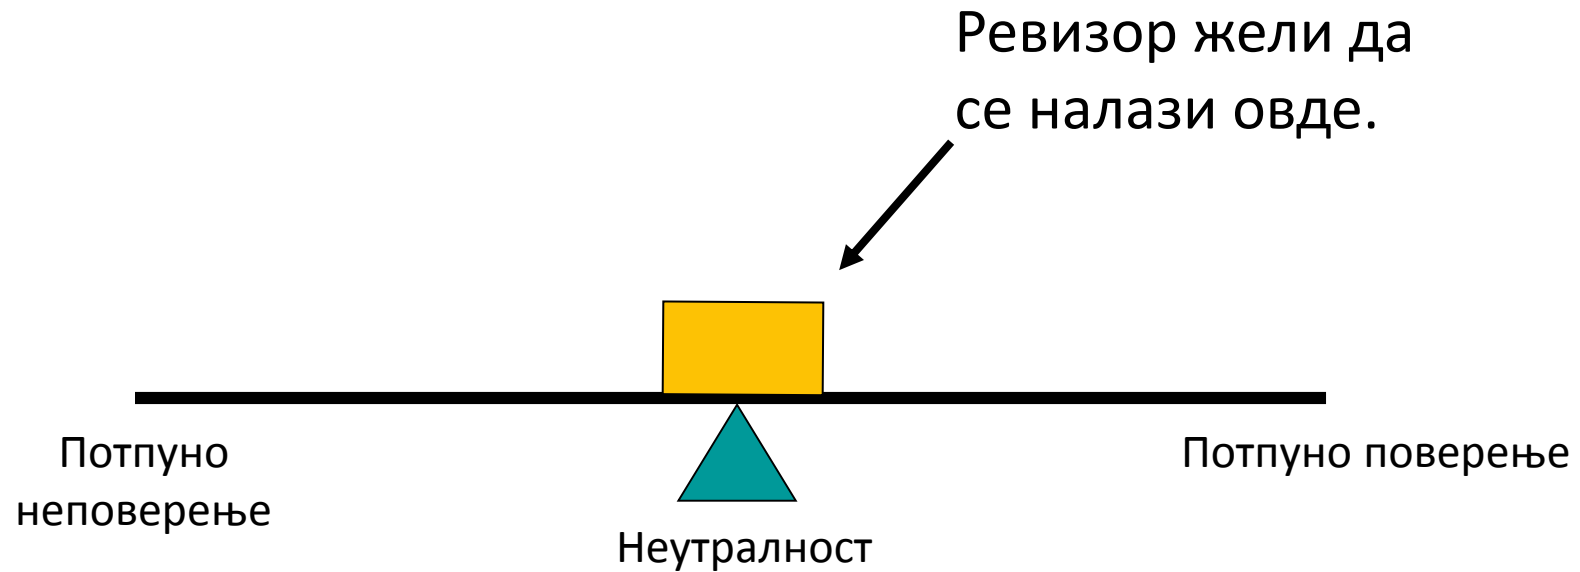 Ревизор жели да
се налази овде.
Потпуно
неповерење
Потпуно поверење
Неутралност